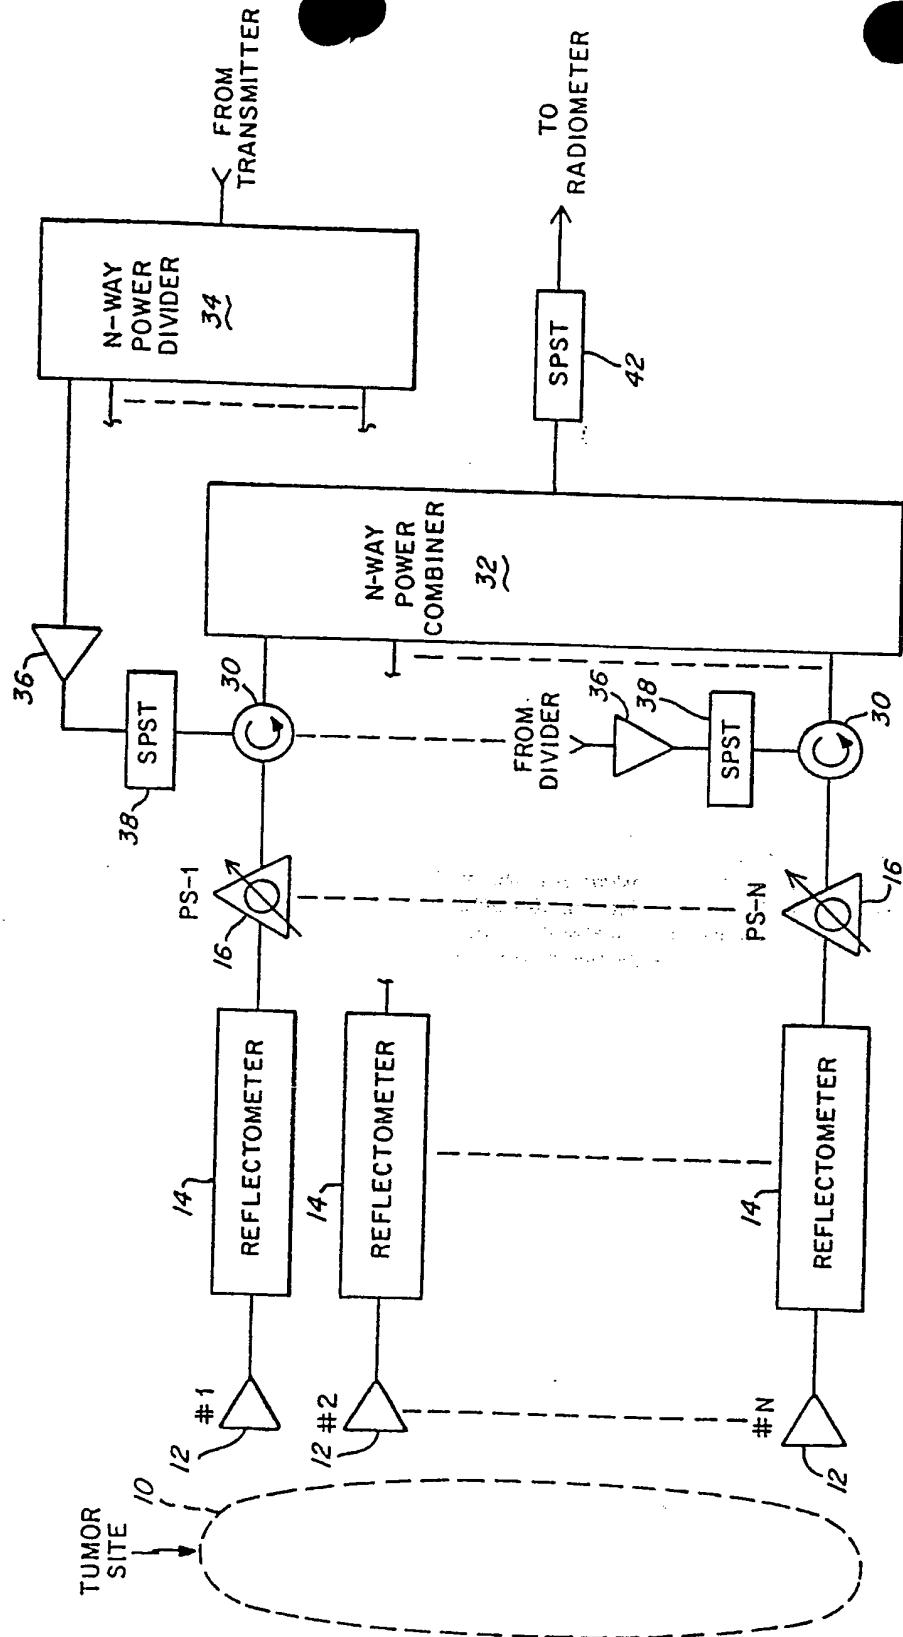 TUMOR
SITE
10
#1
12
#2
12
#N
12
14
REFLECTOMETER
14
REFLECTOMETER
14
REFLECTOMETER
PS-1
16
PS-N
16
36
38
SPST
30
FROM
DIVIDER
36
38
SPST
30
N-WAY
POWER
COMBINER
32
N-WAY
POWER
DIVIDER
34
FROM
TRANSMITTER
SPST
42
TO
RADIOMETER